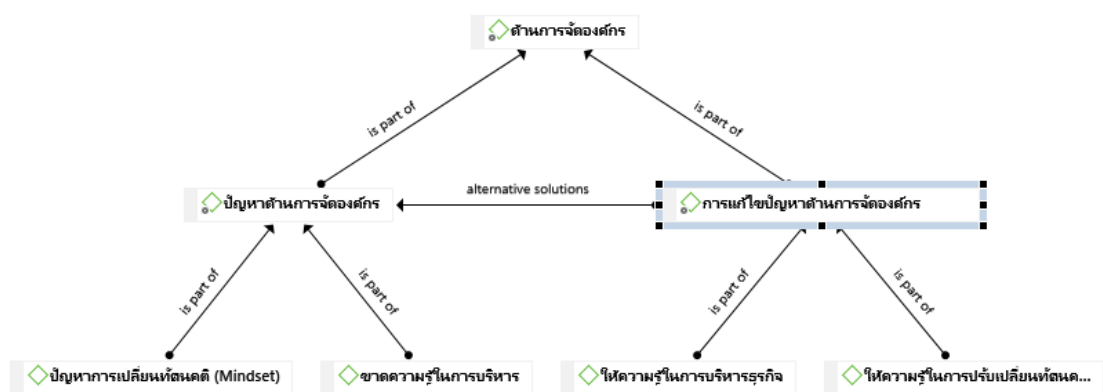 ด้านการจัดองค์กร
is part of
is part of
ปัญหาด้านการจัดองค์กร
alternative solutions
การแก้ไขปัญหาด้านการจัดองค์กร
is part of
is part of
is part of
is part of
ปัญหาการเปลี่ยนทัศนคติ (Mindset)
ขาดความรู้ในการบริหาร
ให้ความรู้ในการบริหารธุรกิจ
ให้ความรู้ในการปรับเปลี่ยนทัศนค...